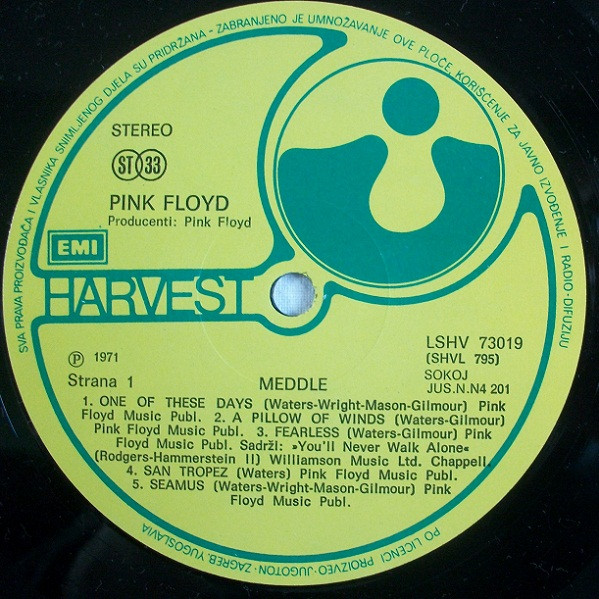 SVA PRAVA PROIZVOĐAČA I VLASNIKA SNIMLJENOG DJELA SU PRIDRŽANA - ZABRANJENO JE UMNOŽAVANJE OVE PLOČE, KORIŠĆENJE ZA JAVNO IZVOĐENJE I RADIO-DIFUZIJU
STEREO
ST 33
PINK FLOYD
Producenti: Pink Floyd
EMI
HARVEST
LSHV 73019
(SHVL 795)
SOKOJ
JUS.N.N4 201
Ⓟ 1971
Strana 1
MEDDLE
1. ONE OF THESE DAYS (Waters-Wright-Mason-Gilmour) Pink
Floyd Music Publ. 2. A PILLOW OF WINDS (Waters-Gilmour)
Pink Floyd Music Publ. 3. FEARLESS (Waters-Gilmour) Pink
Floyd Music Publ. Sadrži: »You'll Never Walk Alone«
(Rodgers-Hammerstein II) Williamson Music Ltd. Chappell.
4. SAN TROPEZ (Waters) Pink Floyd Music Publ.
5. SEAMUS (Waters-Wright-Mason-Gilmour) Pink
Floyd Music Publ.
PO LICENCI PROIZVEO-JUGOTON-ZAGREB, YUGOSLAVIA